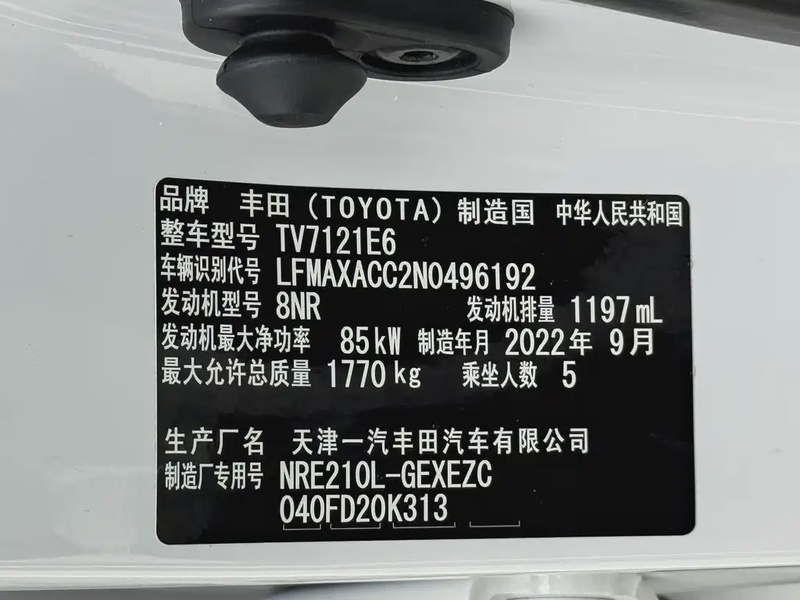 品牌 丰田（TOYOTA）制造国 中华人民共和国
整车型号 TV7121E6
车辆识别代号 LFMAXACC2N0496192
发动机型号 8NR 发动机排量 1197mL
发动机最大净功率 85kW 制造年月 2022年 9月
最大允许总质量 1770kg 乘坐人数 5
生产厂名 天津一汽丰田汽车有限公司
制造厂专用号 NRE210L-GEXEZC
040FD20K313